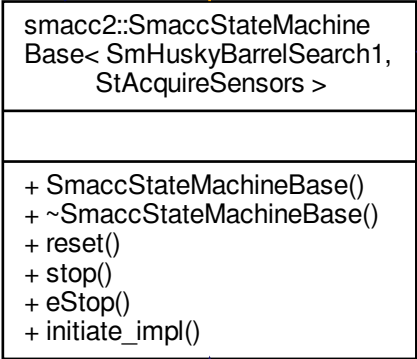 smacc2::SmaccStateMachine
Base< SmHuskyBarrelSearch1,
StAcquireSensors >
+ SmaccStateMachineBase()
+ ~SmaccStateMachineBase()
+ reset()
+ stop()
+ eStop()
+ initiate_impl()